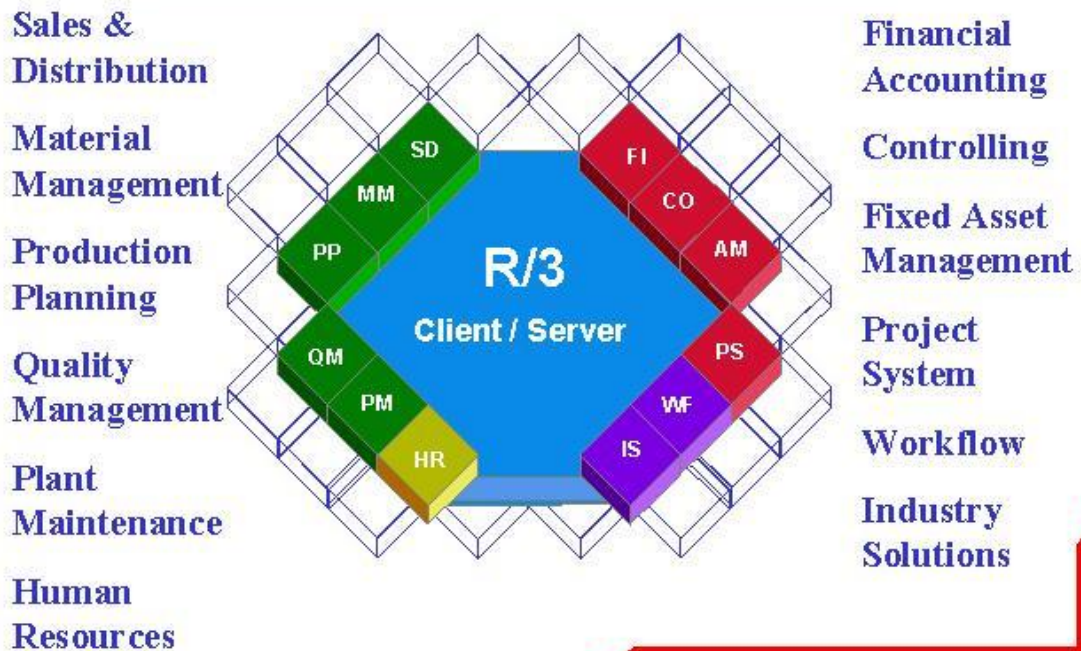 Sales &
Distribution
Material
Management
Production
Planning
Quality
Management
Plant
Maintenance
Human
Resources
SD
MM
PP
QM
PM
HR
R/3
Client / Server
FI
CO
AM
PS
WF
IS
Financial
Accounting
Controlling
Fixed Asset
Management
Project
System
Workflow
Industry
Solutions